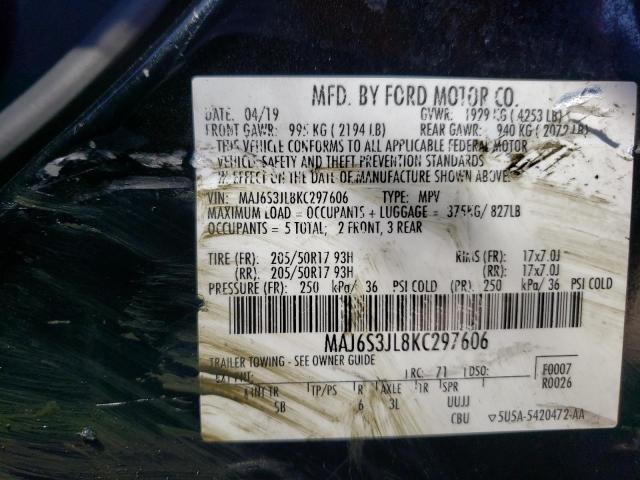 MFD. BY FORD MOTOR CO.
DATE: 04/19 GVWR: 1929 KG ( 4253 LB)
FRONT GAWR: 995 KG ( 2194 LB) REAR GAWR: 940 KG ( 2072 LB)
THIS VEHICLE CONFORMS TO ALL APPLICABLE FEDERAL MOTOR
VEHICLE SAFETY AND THEFT PREVENTION STANDARDS
IN EFFECT ON THE DATE OF MANUFACTURE SHOWN ABOVE.
VIN: MAJ6S3JL8KC297606 TYPE: MPV
MAXIMUM LOAD = OCCUPANTS + LUGGAGE = 375KG/ 827LB
OCCUPANTS = 5 TOTAL; 2 FRONT, 3 REAR
TIRE (FR): 205/50R17 93H RIMS (FR): 17x7.0J
(RR): 205/50R17 93H (RR): 17x7.0J
PRESSURE (FR): 250 kPa/ 36 PSI COLD (RR): 250 kPa/ 36 PSI COLD
MAJ6S3JL8KC297606
TRAILER TOWING - SEE OWNER GUIDE
EXT PNT: RC: 71 DSO: F0007
R0026
INT TR TP/PS R AXLE TR SPR
5B 6 3L UUJJ
CBU 5U5A-5420472-AA